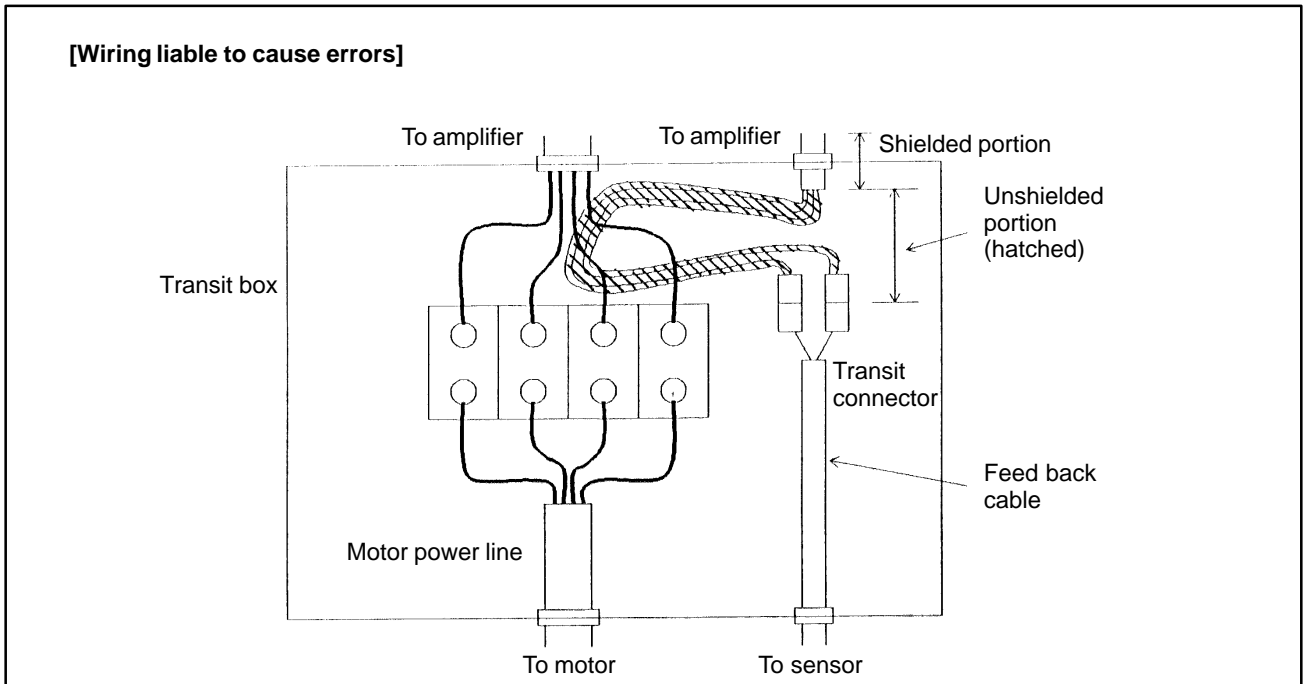 [Wiring liable to cause errors]
To amplifier
To amplifier
Shielded portion
Unshielded
portion
(hatched)
Transit box
Transit
connector
Feed back
cable
Motor power line
To motor
To sensor